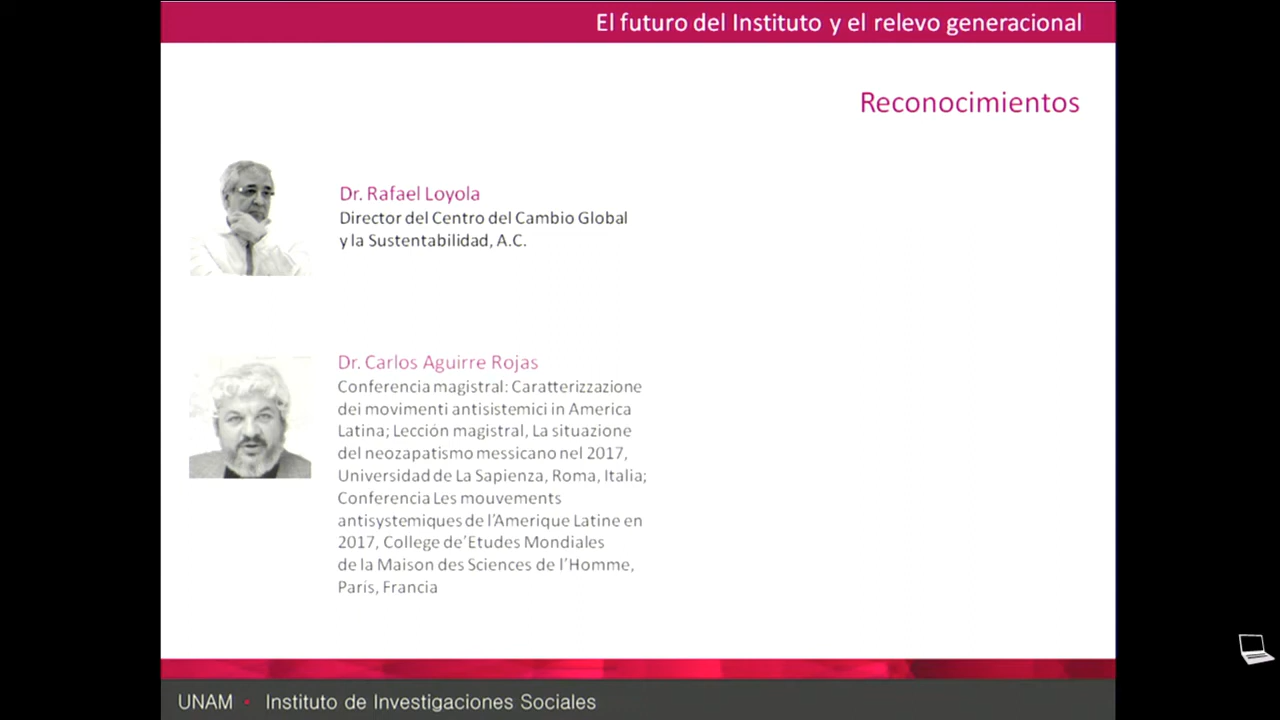 El futuro del Instituto y el relevo generacional
Reconocimientos
Dr. Rafael Loyola
Director del Centro del Cambio Global
y la Sustentabilidad, A.C.
Dr. Carlos Aguirre Rojas
Conferencia magistral: Caratterizzazione
dei movimenti antisistemici in America
Latina; Lección magistral, La situazione
del neozapatismo messicano nel 2017,
Universidad de La Sapienza, Roma, Italia;
Conferencia Les mouvements
antisystemiques de l'Amerique Latine en
2017, College de'Etudes Mondiales
de la Maison des Sciences de l'Homme,
París, Francia
UNAM • Instituto de Investigaciones Sociales